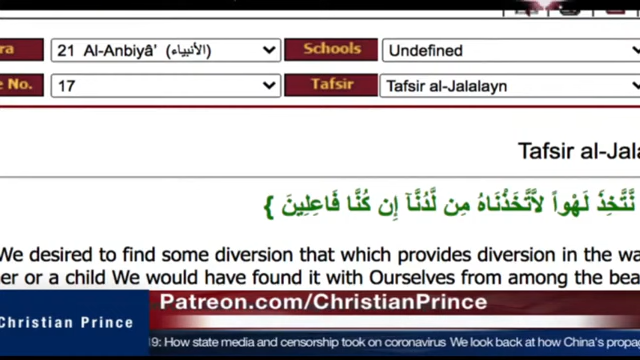 ra 21 Al-Anbiyâ' (الأنبياء) Schools Undefined
e No. 17 Tafsir Tafsir al-Jalalayn
Tafsir al-Jala
نَّتَّخِذَ لَهْواً لاَّتَّخَذْنَاهُ مِن لَّدُنَّآ إِن كُنَّا فَاعِلِينَ }
We desired to find some diversion that which provides diversion in the wa
er or a child We would have found it with Ourselves from among the bea
Patreon.com/ChristianPrince
Christian Prince
19: How state media and censorship took on coronavirus We look back at how China's propa